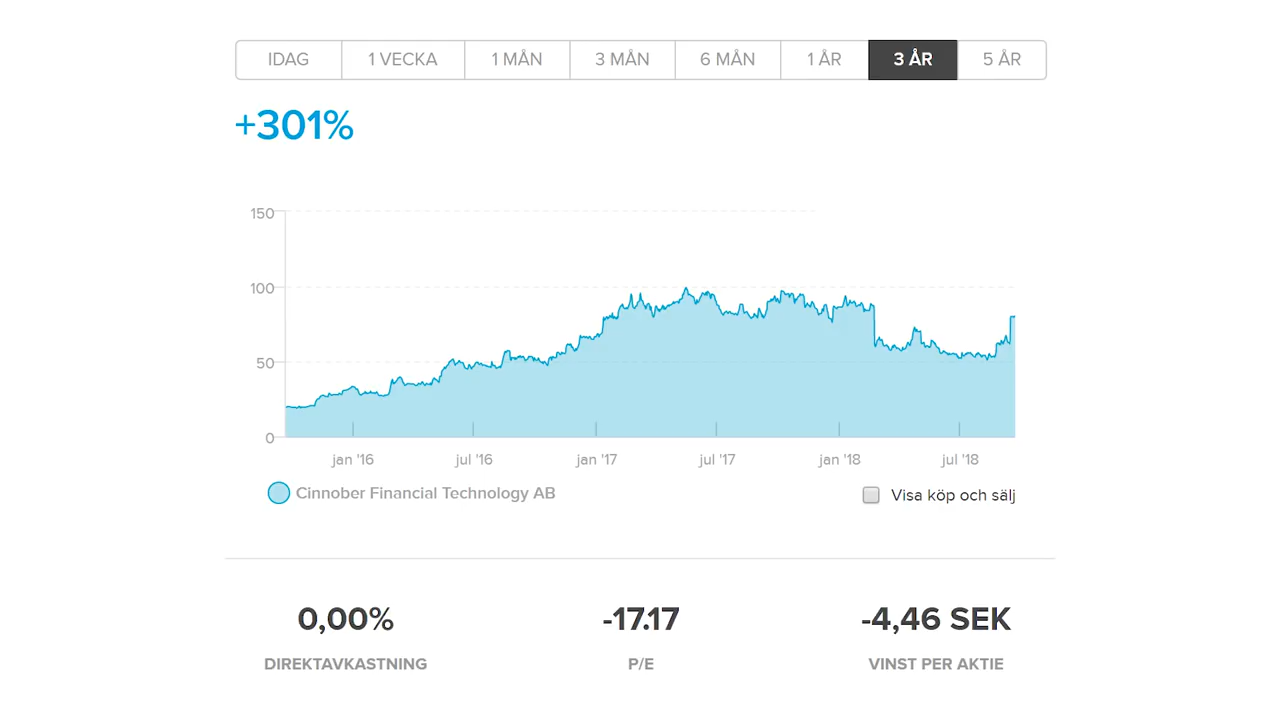 IDAG 1 VECKA 1 MÅN 3 MÅN 6 MÅN 1 ÅR 3 ÅR 5 ÅR
+301%
150
100
50
0
jan '16 jul '16 jan '17 jul '17 jan '18 jul '18
Cinnober Financial Technology AB Visa köp och sälj
0,00% -17.17 -4,46 SEK
DIREKTAVKASTNING P/E VINST PER AKTIE